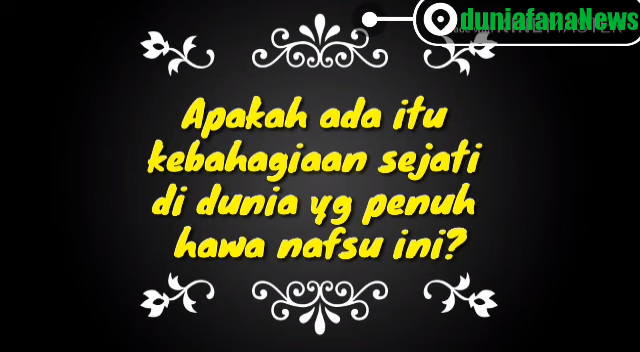 duniafanaNews
Apakah ada itu
kebahagiaan sejati
di dunia yg penuh
hawa nafsu ini?